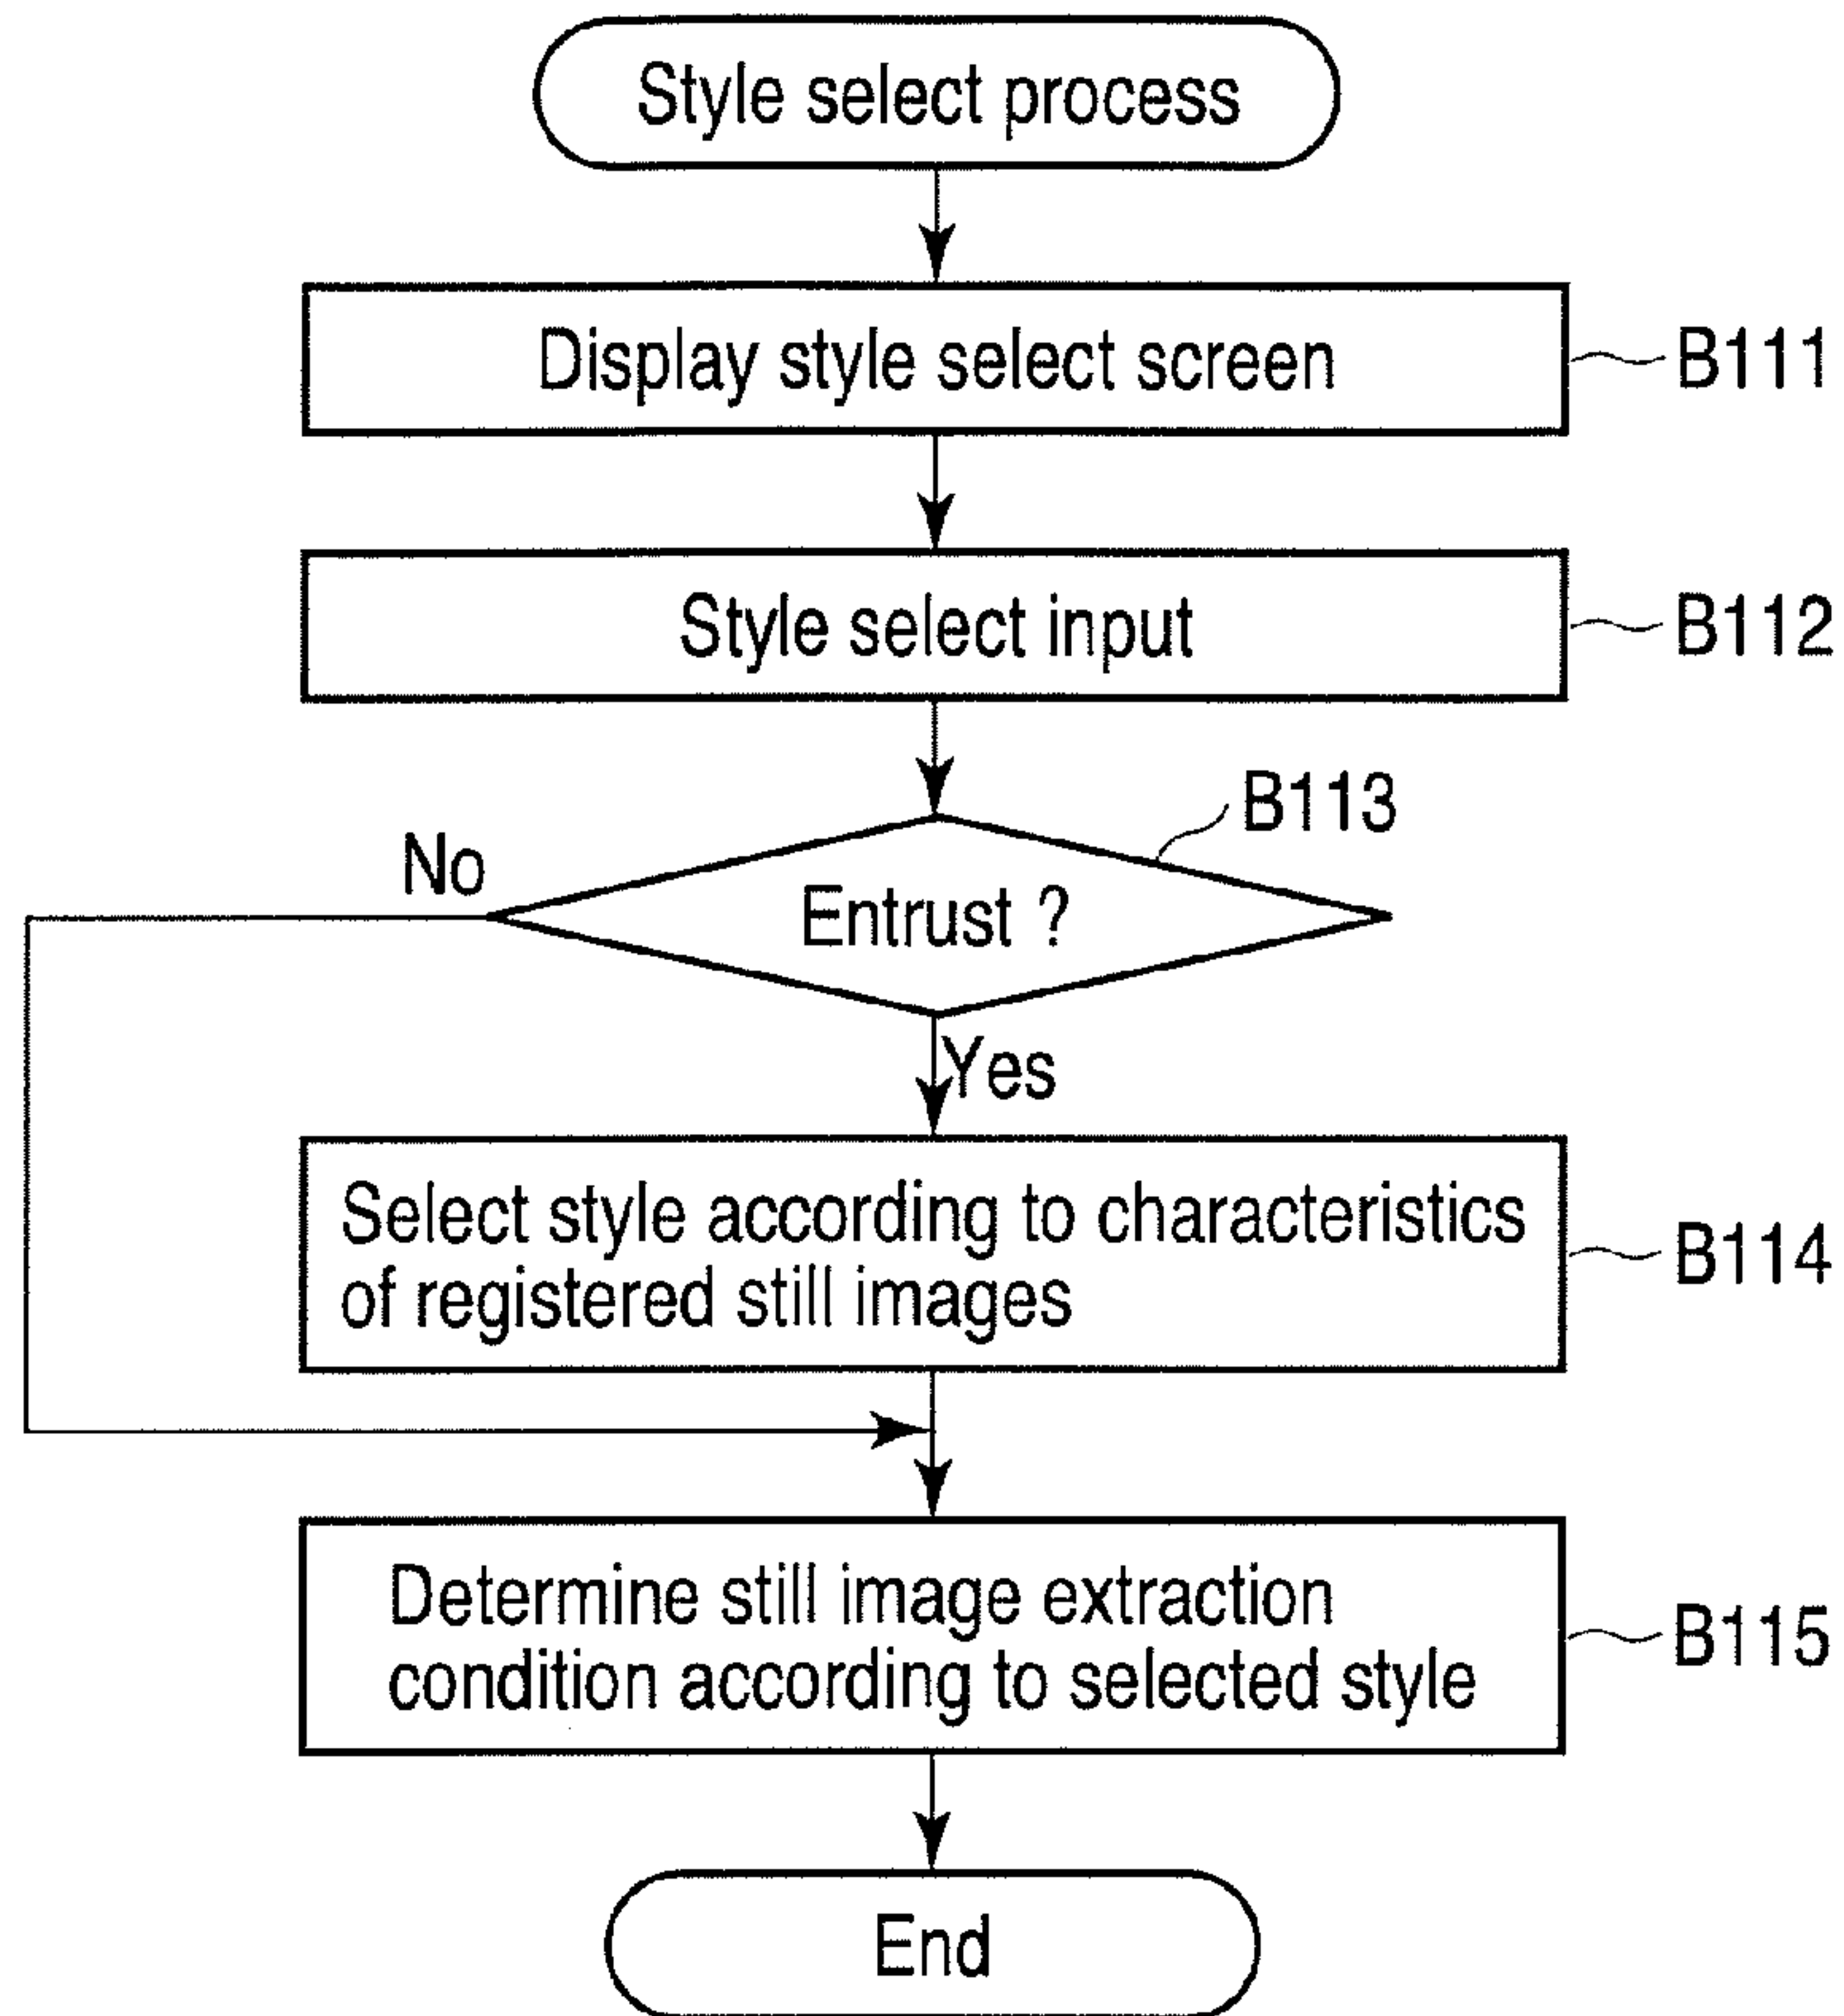 Style select process
Display style select screen
B111
Style select input
B112
B113
No
Entrust ?
Yes
Select style according to characteristics
of registered still images
B114
Determine still image extraction
condition according to selected style
B115
End